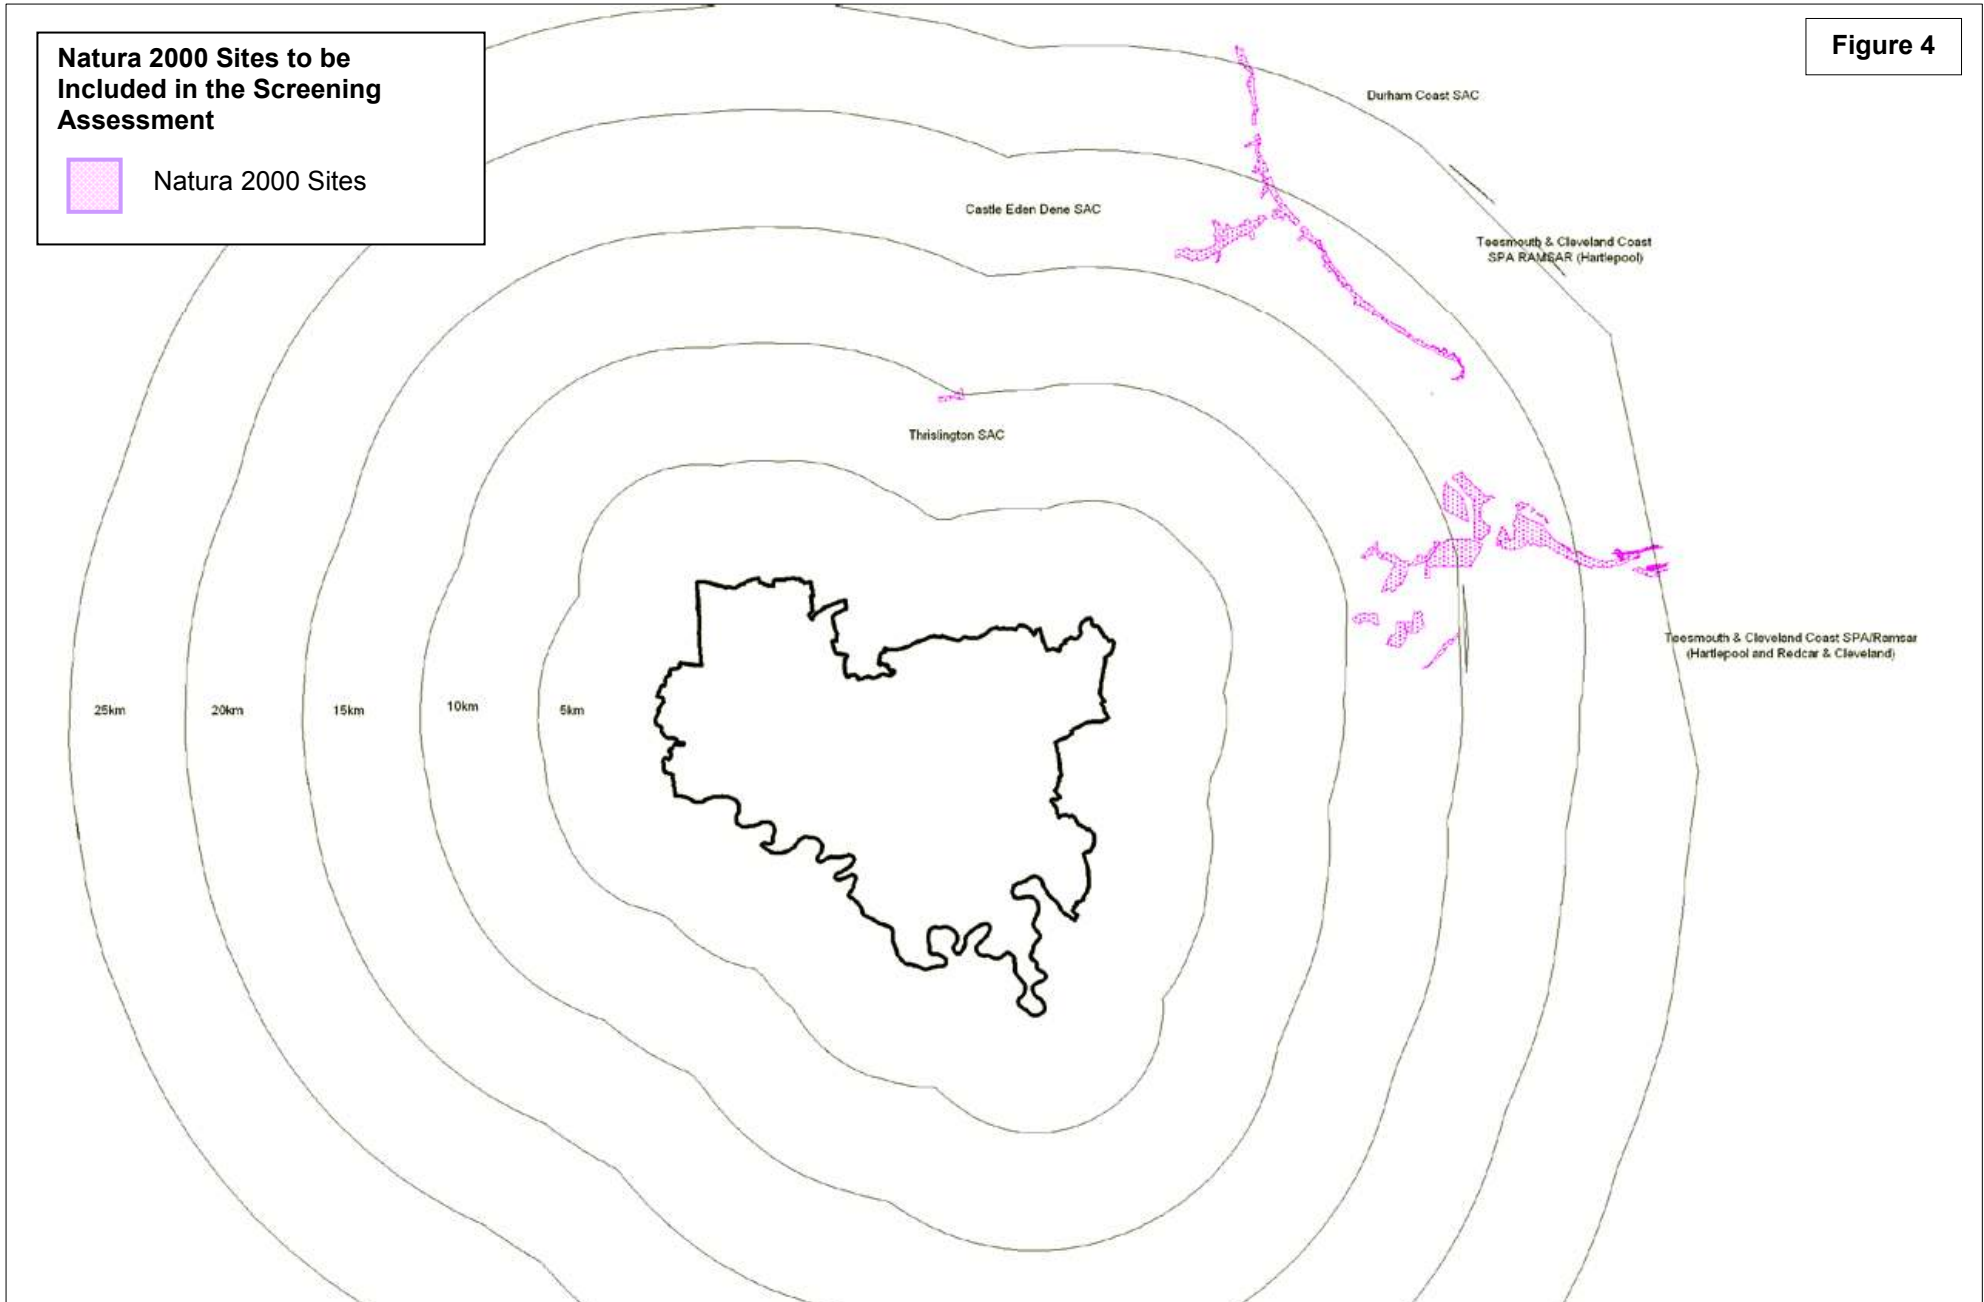 Natura 2000 Sites to be
Included in the Screening
Assessment
Natura 2000 Sites
Figure 4
Durham Coast SAC
Castle Eden Dene SAC
Teesmouth & Cleveland Coast
SPA RAMSAR (Hartlepool)
Thrislington SAC
Teesmouth & Cleveland Coast SPA/Ramsar
(Hartlepool and Redcar & Cleveland)
25km
20km
15km
10km
5km